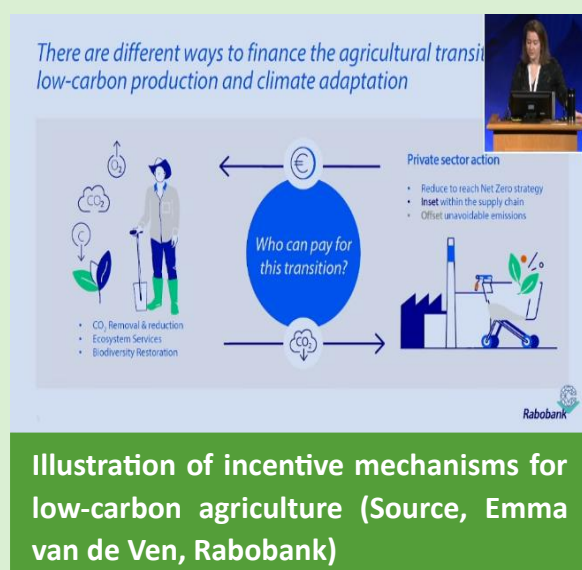 There are different ways to finance the agricultural transit
low-carbon production and climate adaptation
O₂
CO₂
C
€
Who can pay for
this transition?
CO₂
• CO₂ Removal & reduction
• Ecosystem Services
• Biodiversity Restoration
Private sector action
• Reduce to reach Net Zero strategy
• Inset within the supply chain
• Offset unavoidable emissions
Rabobank
Illustration of incentive mechanisms for
low-carbon agriculture (Source, Emma
van de Ven, Rabobank)